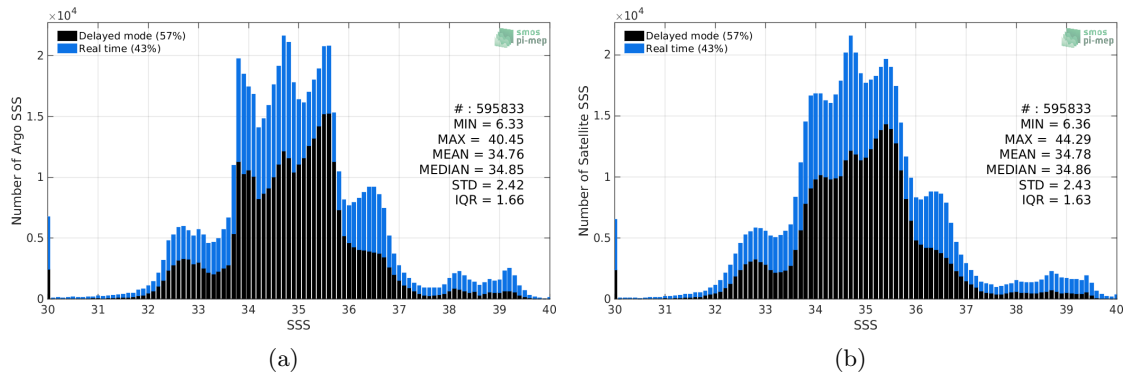 ×10⁴
Delayed mode (57%)
Real time (43%)
smos
pi-mep
# : 595833
MIN = 6.33
MAX = 40.45
MEAN = 34.76
MEDIAN = 34.85
STD = 2.42
IQR = 1.66
Number of Argo SSS
2
1.5
1
0.5
0
30 31 32 33 34 35 36 37 38 39 40
SSS
(a)
×10⁴
Delayed mode (57%)
Real time (43%)
smos
pi-mep
# : 595833
MIN = 6.36
MAX = 44.29
MEAN = 34.78
MEDIAN = 34.86
STD = 2.43
IQR = 1.63
Number of Satellite SSS
2
1.5
1
0.5
0
30 31 32 33 34 35 36 37 38 39 40
SSS
(b)